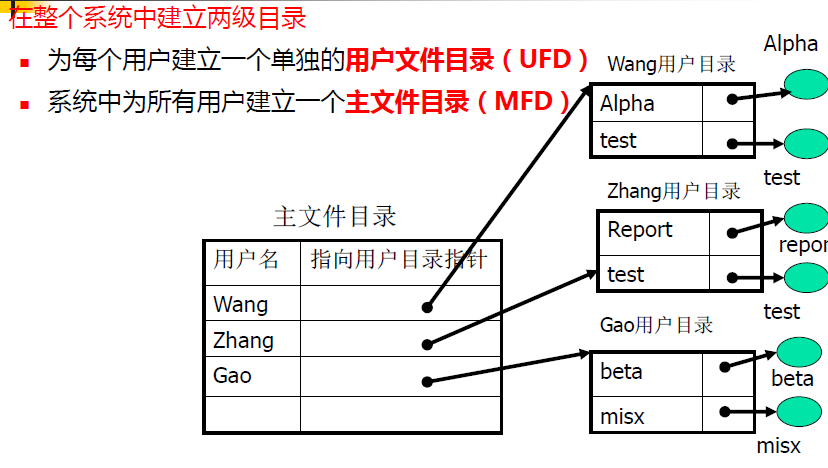 在整个系统中建立两级目录
为每个用户建立一个单独的用户文件目录（UFD）
系统中为所有用户建立一个主文件目录（MFD）
主文件目录
用户名 指向用户目录指针
Wang
Zhang
Gao
Wang用户目录
Alpha
Alpha
test
test
Zhang用户目录
Report
repor
test
test
Gao用户目录
beta
beta
misx
misx